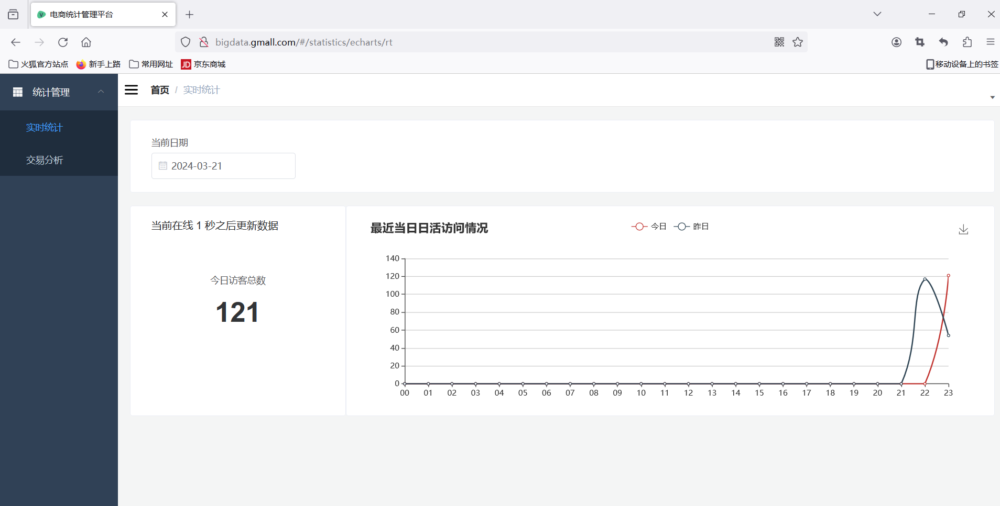 电商统计管理平台
bigdata.gmall.com/#/statistics/echarts/rt
火狐官方站点 新手上路 常用网址 JD 京东商城 移动设备上的书签
统计管理
实时统计
交易分析
首页 / 实时统计
当前日期
2024-03-21
当前在线 1 秒之后更新数据
今日访客总数
121
最近当日日活访问情况
今日 昨日
140
120
100
80
60
40
20
0
00 01 02 03 04 05 06 07 08 09 10 11 12 13 14 15 16 17 18 19 20 21 22 23